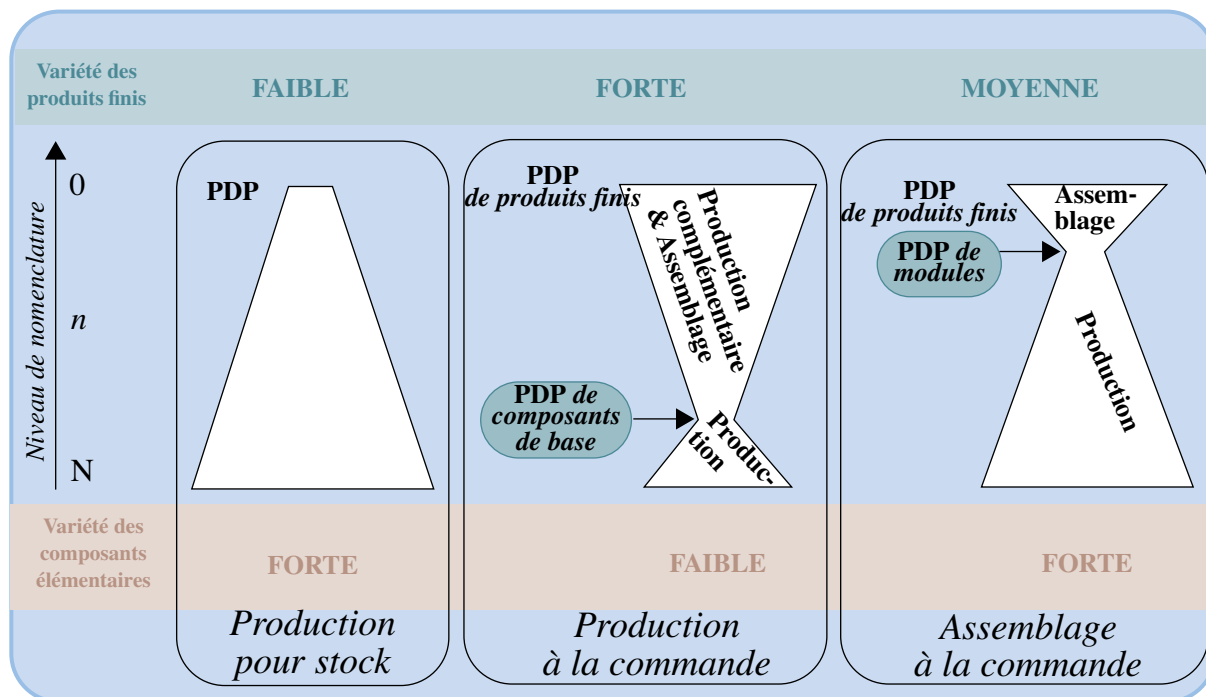 Variété des
produits finis
FAIBLE
FORTE
MOYENNE
Niveau de nomenclature
0
n
N
PDP
PDP
de produits finis
Production
complémentaire
& Assemblage
PDP de
composants
de base
Produc-
tion
PDP
de produits finis
Assem-
blage
PDP de
modules
Production
Variété des
composants
élémentaires
FORTE
FAIBLE
FORTE
Production
pour stock
Production
à la commande
Assemblage
à la commande